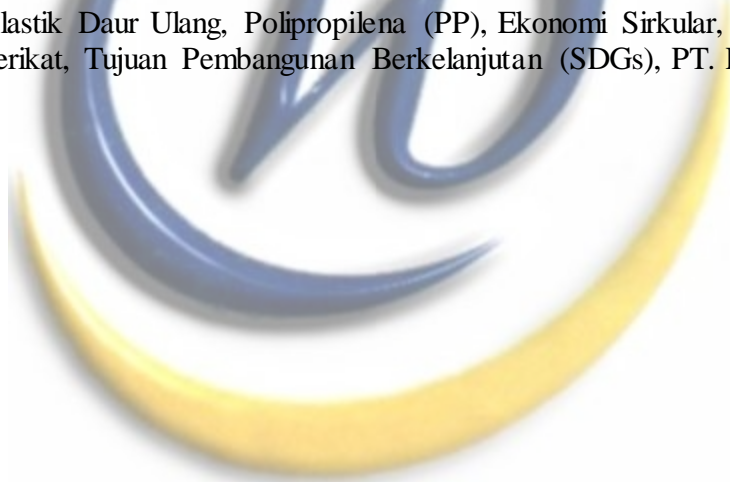 lastik Daur Ulang, Polipropilena (PP), Ekonomi Sirkular,
erikat, Tujuan Pembangunan Berkelanjutan (SDGs), PT.